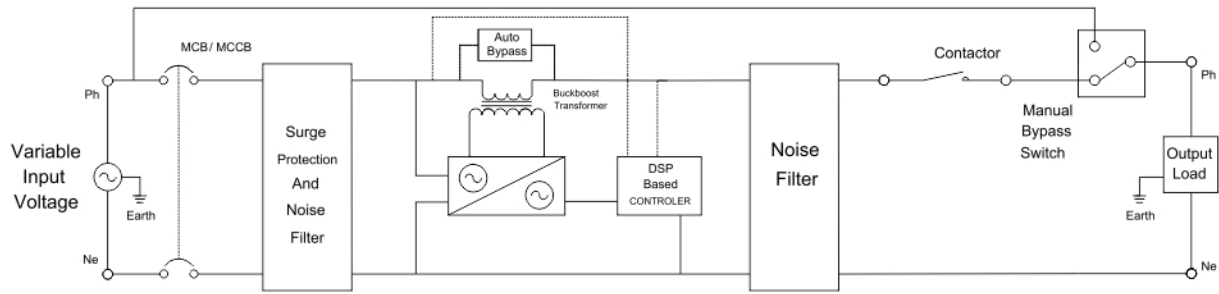 MCB/ MCCB
Ph
Variable
Input
Voltage
Earth
Ne
Surge
Protection
And
Noise
Filter
Auto
Bypass
Buckboost
Transformer
DSP
Based
CONTROLER
Noise
Filter
Contactor
Manual
Bypass
Switch
Ph
Output
Load
Earth
Ne